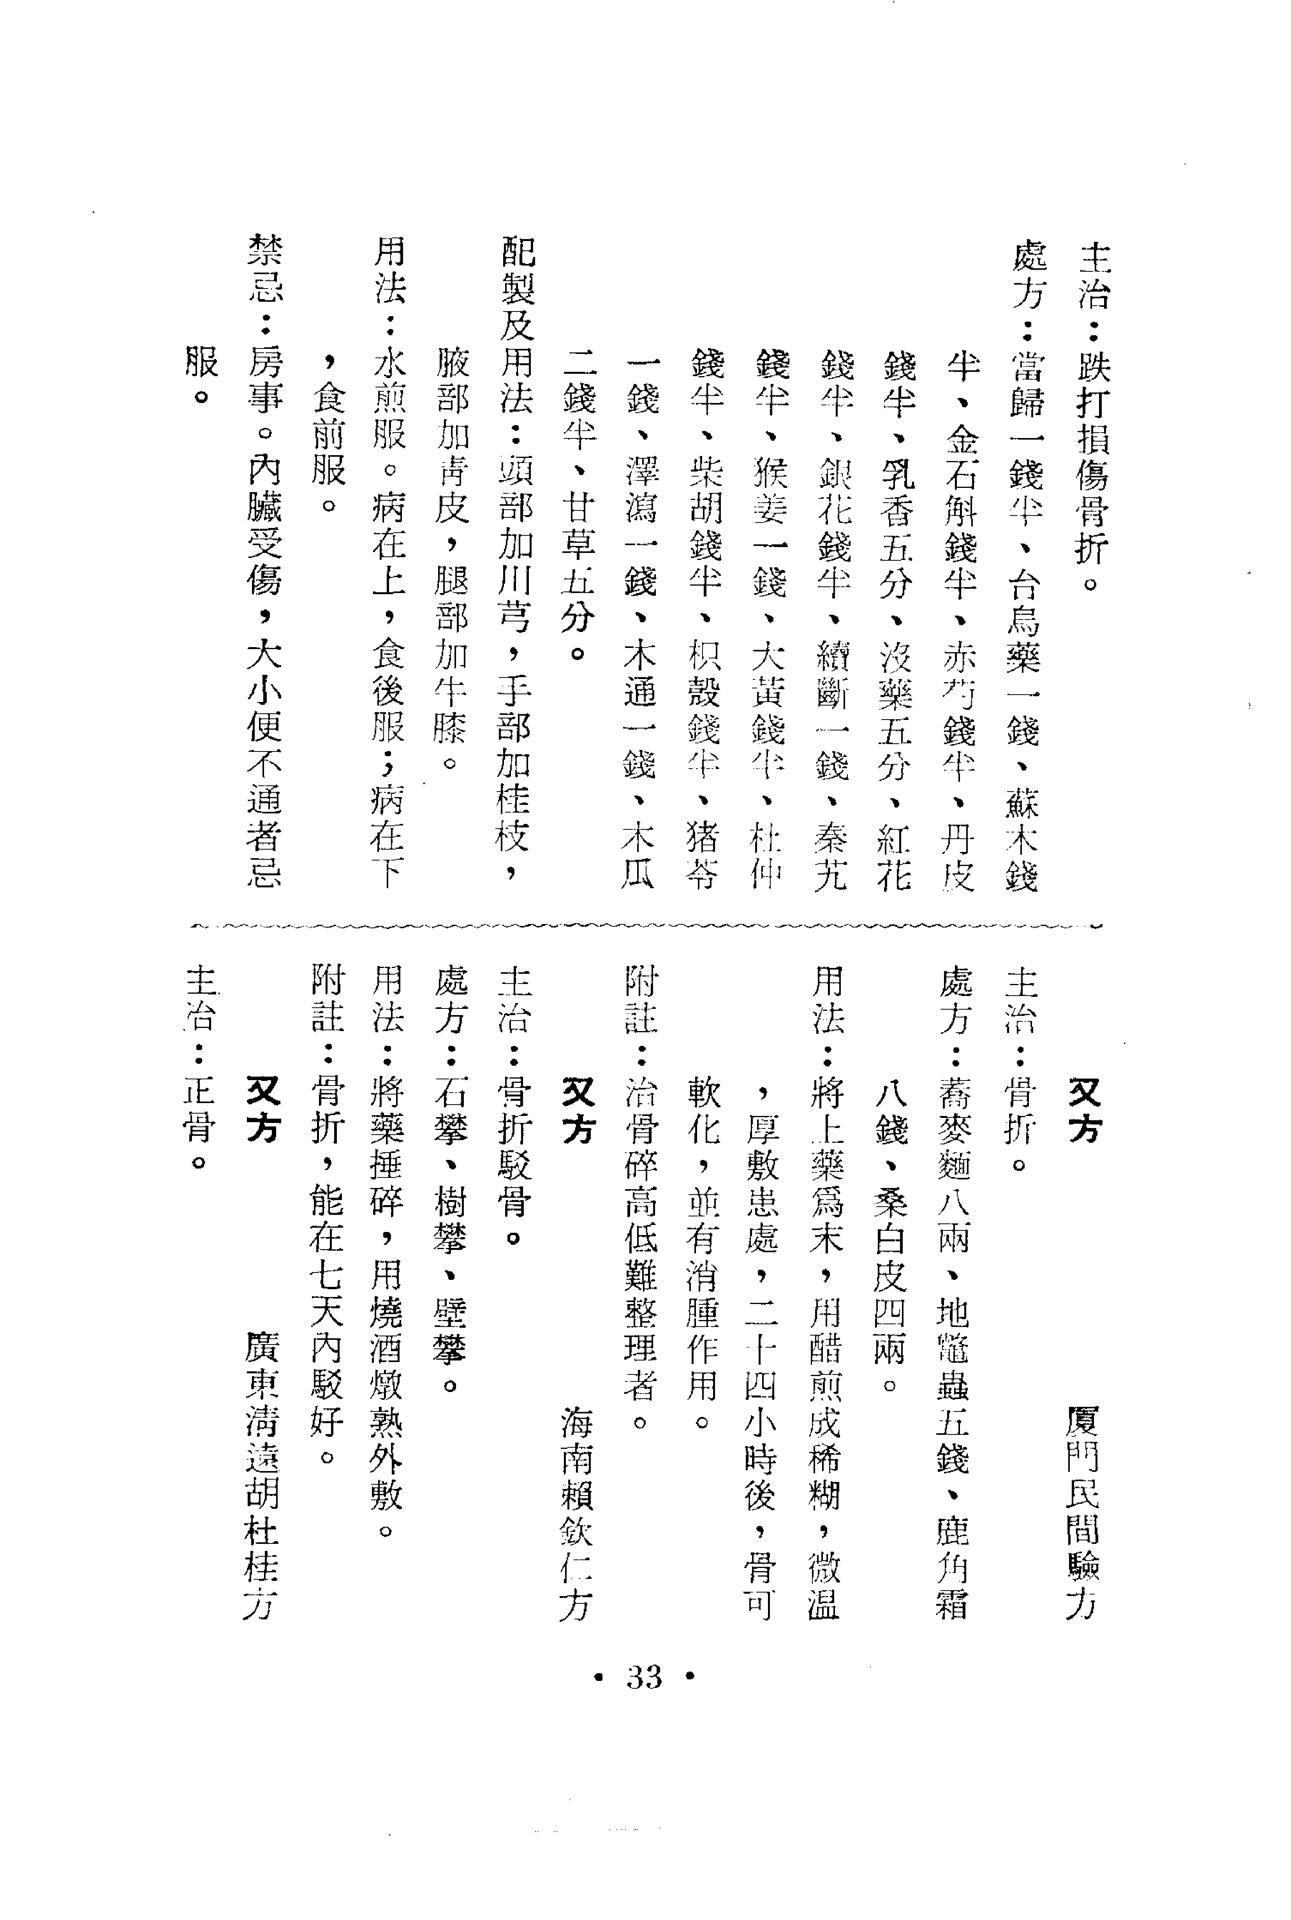 主治：跌打損傷骨折。
處方：當歸一錢半、台烏藥一錢、蘇木錢
半、金石斛錢半、赤芍錢半、丹皮
錢半、乳香五分、沒藥五分、紅花
錢半、銀花錢半、續斷一錢、秦艽
錢半、猴姜一錢、大黃錢半、杜仲
錢半、柴胡錢半、枳殼錢半、猪苓
一錢、澤瀉一錢、木通一錢、木瓜
二錢半、甘草五分。
配製及用法：頭部加川芎，手部加桂枝，
腋部加靑皮，腿部加牛膝。
用法：水煎服。病在上，食後服；病在下
，食前服。
禁忌：房事。內臟受傷，大小便不通者忌
服。
又方　厦門民間驗方
主治：骨折。
處方：蕎麥麵八兩、地鼈蟲五錢、鹿角霜
八錢、桑白皮四兩。
用法：將上藥爲末，用醋煎成稀糊，微溫
，厚敷患處，二十四小時後，骨可
軟化，並有消腫作用。
附註：治骨碎高低難整理者。
又方　海南賴欽仁方
主治：骨折駁骨。
處方：石攀、樹攀、壁攀。
用法：將藥捶碎，用燒酒燉熟外敷。
附註：骨折，能在七天內駁好。
又方　廣東淸遠胡杜桂方
主治：正骨。
• 33 •